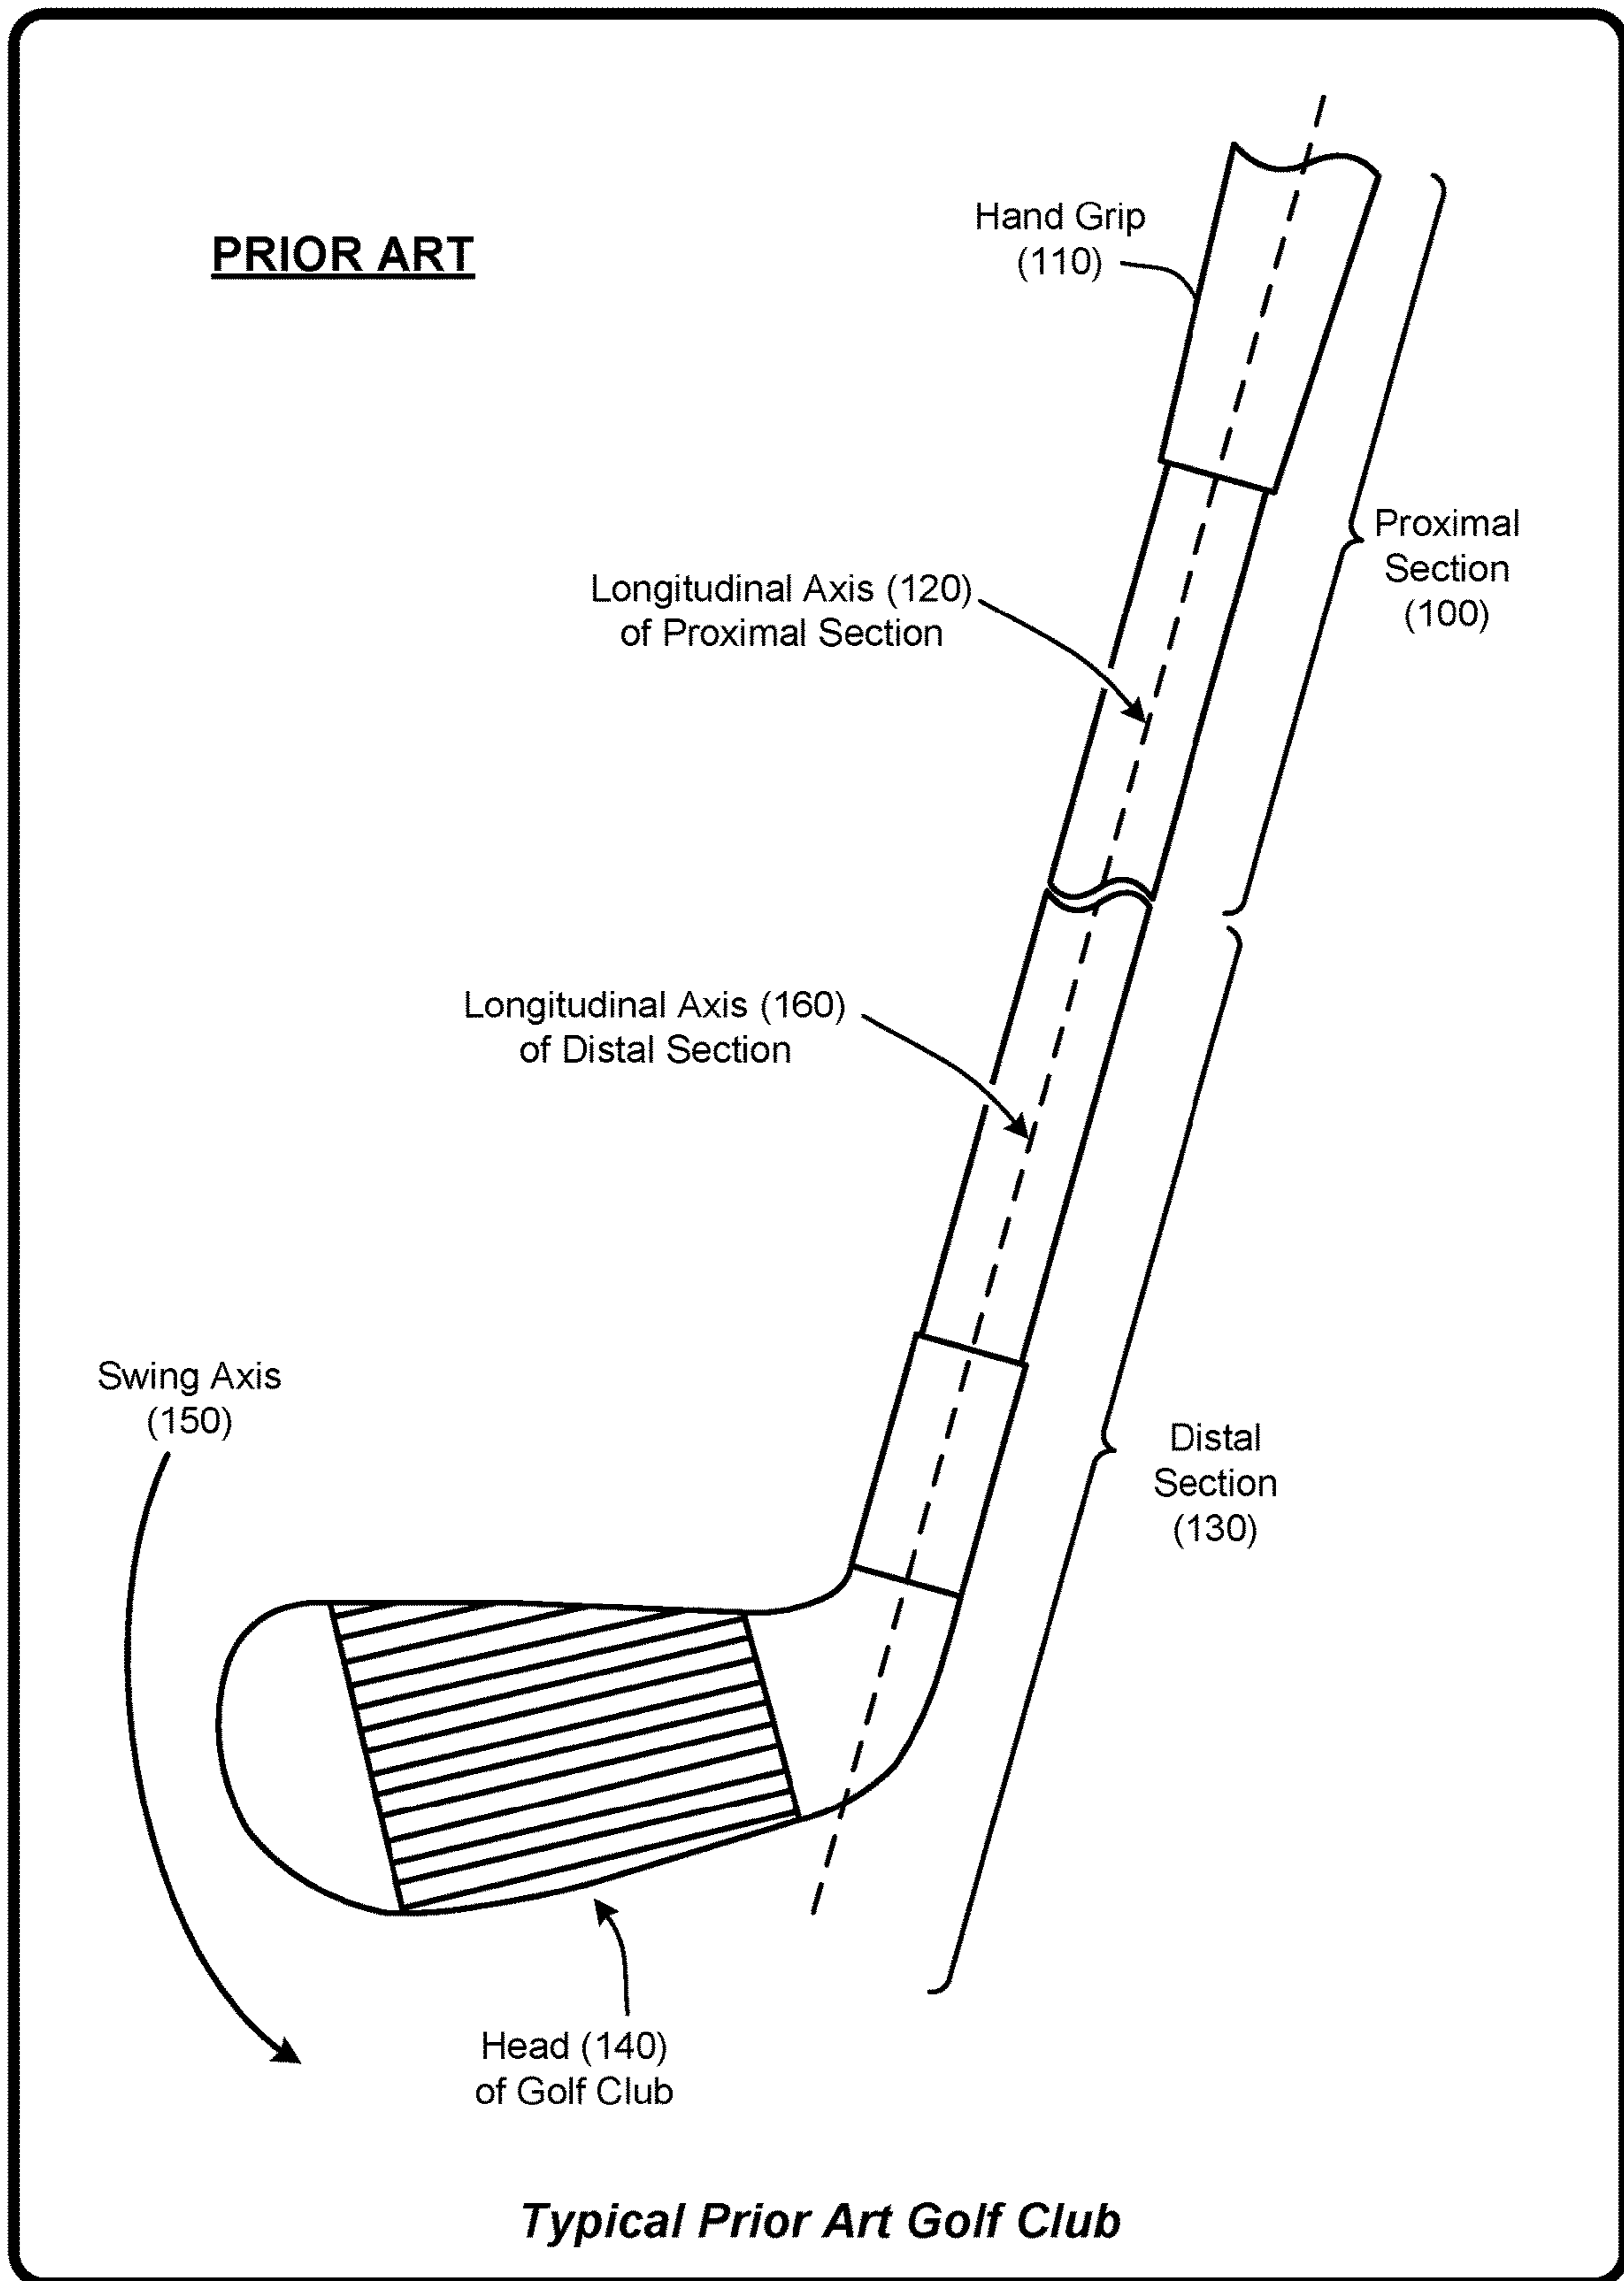 PRIOR ART
Hand Grip
(110)
Proximal
Section
(100)
Longitudinal Axis (120)
of Proximal Section
Longitudinal Axis (160)
of Distal Section
Swing Axis
(150)
Distal
Section
(130)
Head (140)
of Golf Club
Typical Prior Art Golf Club